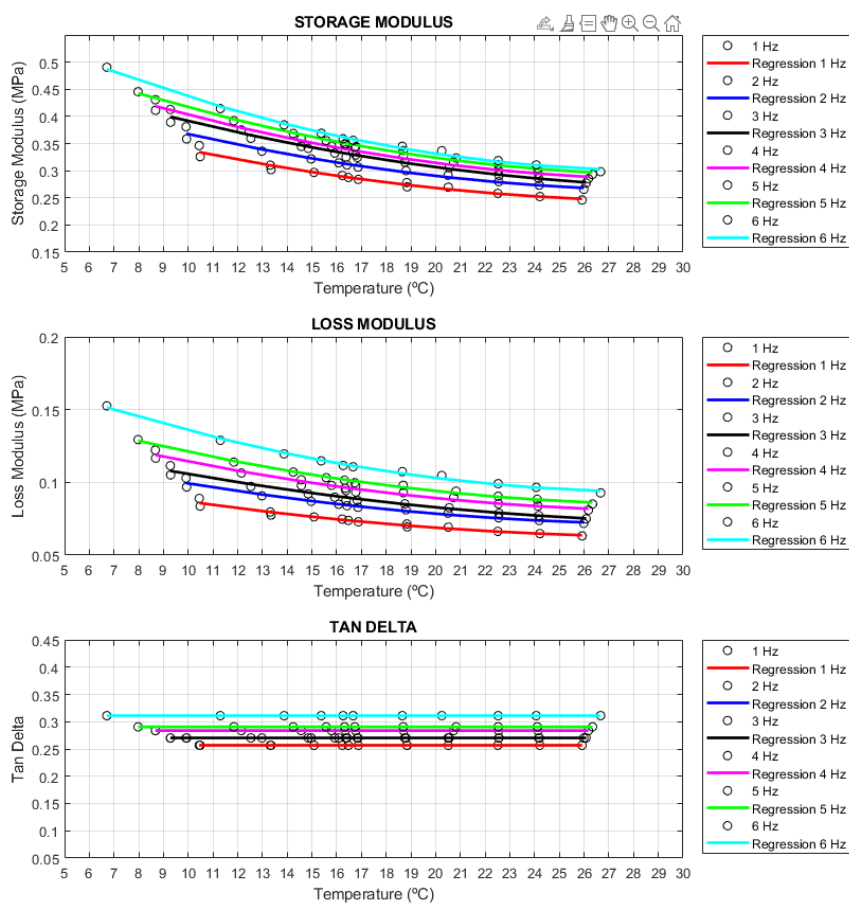 STORAGE MODULUS
Storage Modulus (MPa)
0.5
0.45
0.4
0.35
0.3
0.25
0.2
0.15
5 6 7 8 9 10 11 12 13 14 15 16 17 18 19 20 21 22 23 24 25 26 27 28 29 30
Temperature (ºC)
1 Hz
Regression 1 Hz
2 Hz
Regression 2 Hz
3 Hz
Regression 3 Hz
4 Hz
Regression 4 Hz
5 Hz
Regression 5 Hz
6 Hz
Regression 6 Hz
LOSS MODULUS
Loss Modulus (MPa)
0.2
0.15
0.1
0.05
5 6 7 8 9 10 11 12 13 14 15 16 17 18 19 20 21 22 23 24 25 26 27 28 29 30
Temperature (ºC)
1 Hz
Regression 1 Hz
2 Hz
Regression 2 Hz
3 Hz
Regression 3 Hz
4 Hz
Regression 4 Hz
5 Hz
Regression 5 Hz
6 Hz
Regression 6 Hz
TAN DELTA
Tan Delta
0.45
0.4
0.35
0.3
0.25
0.2
0.15
0.1
0.05
5 6 7 8 9 10 11 12 13 14 15 16 17 18 19 20 21 22 23 24 25 26 27 28 29 30
Temperature (ºC)
1 Hz
Regression 1 Hz
2 Hz
Regression 2 Hz
3 Hz
Regression 3 Hz
4 Hz
Regression 4 Hz
5 Hz
Regression 5 Hz
6 Hz
Regression 6 Hz